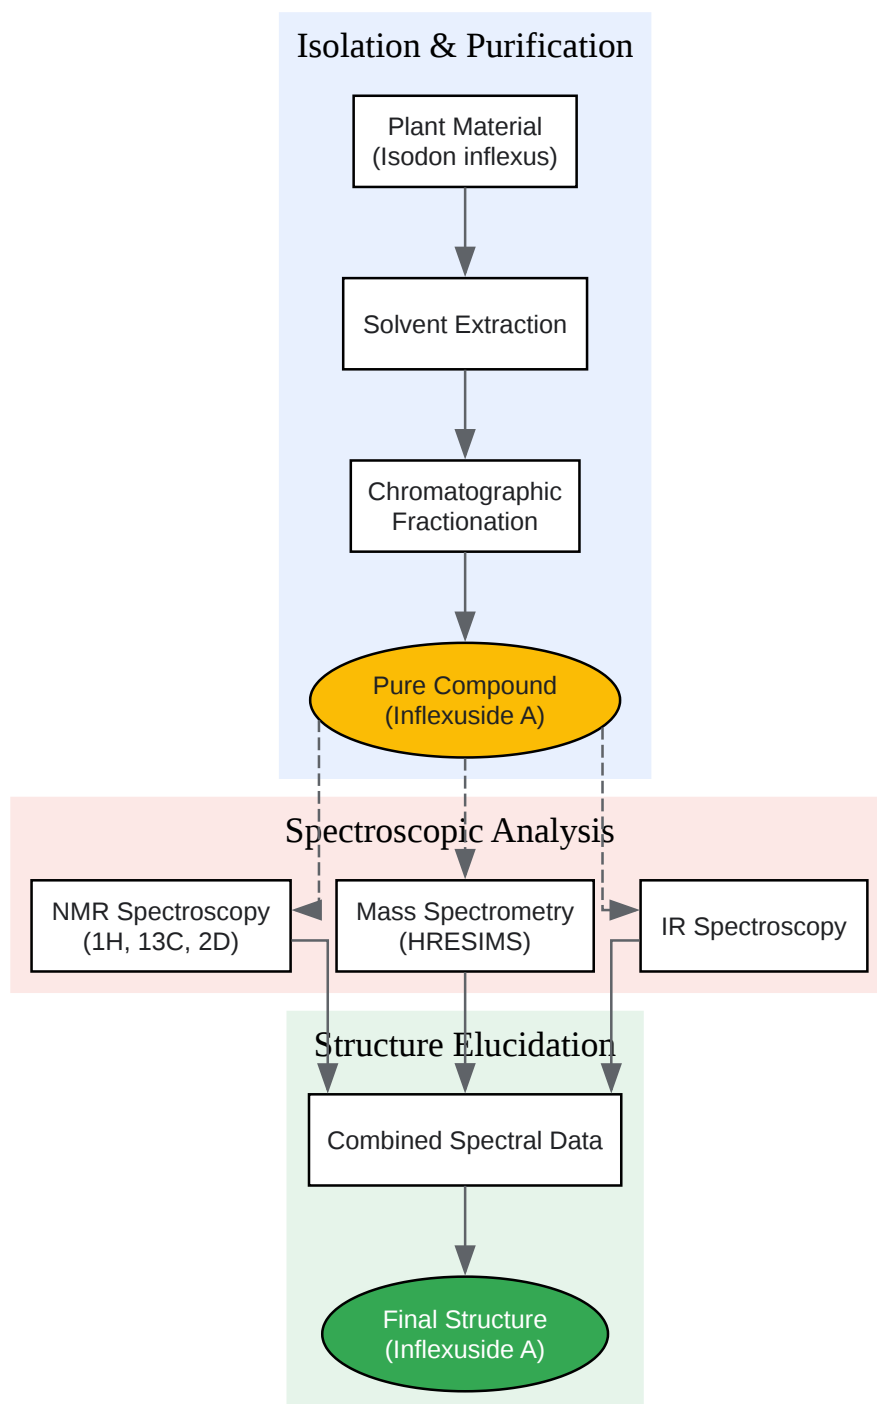 Isolation & Purification
Plant Material
(Isodon inflexus)
Solvent Extraction
Chromatographic
Fractionation
Pure Compound
(Inflexuside A)
Spectroscopic Analysis
NMR Spectroscopy
(1H, 13C, 2D)
Mass Spectrometry
(HRESIMS)
IR Spectroscopy
Structure Elucidation
Combined Spectral Data
Final Structure
(Inflexuside A)